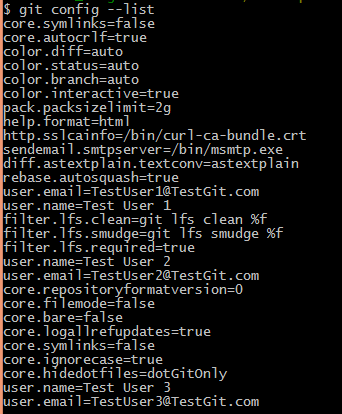 $ git config --list
core.symlinks=false
core.autocrlf=true
color.diff=auto
color.status=auto
color.branch=auto
color.interactive=true
pack.packsizelimit=2g
help.format=html
http.sslcainfo=/bin/curl-ca-bundle.crt
sendemail.smtpserver=/bin/msmtp.exe
diff.astextplain.textconv=astextplain
rebase.autosquash=true
user.email=TestUser1@TestGit.com
user.name=Test User 1
filter.lfs.clean=git lfs clean %f
filter.lfs.smudge=git lfs smudge %f
filter.lfs.required=true
user.name=Test User 2
user.email=TestUser2@TestGit.com
core.repositoryformatversion=0
core.filemode=false
core.bare=false
core.logallrefupdates=true
core.symlinks=false
core.ignorecase=true
core.hidedotfiles=dotGitOnly
user.name=Test User 3
user.email=TestUser3@TestGit.com